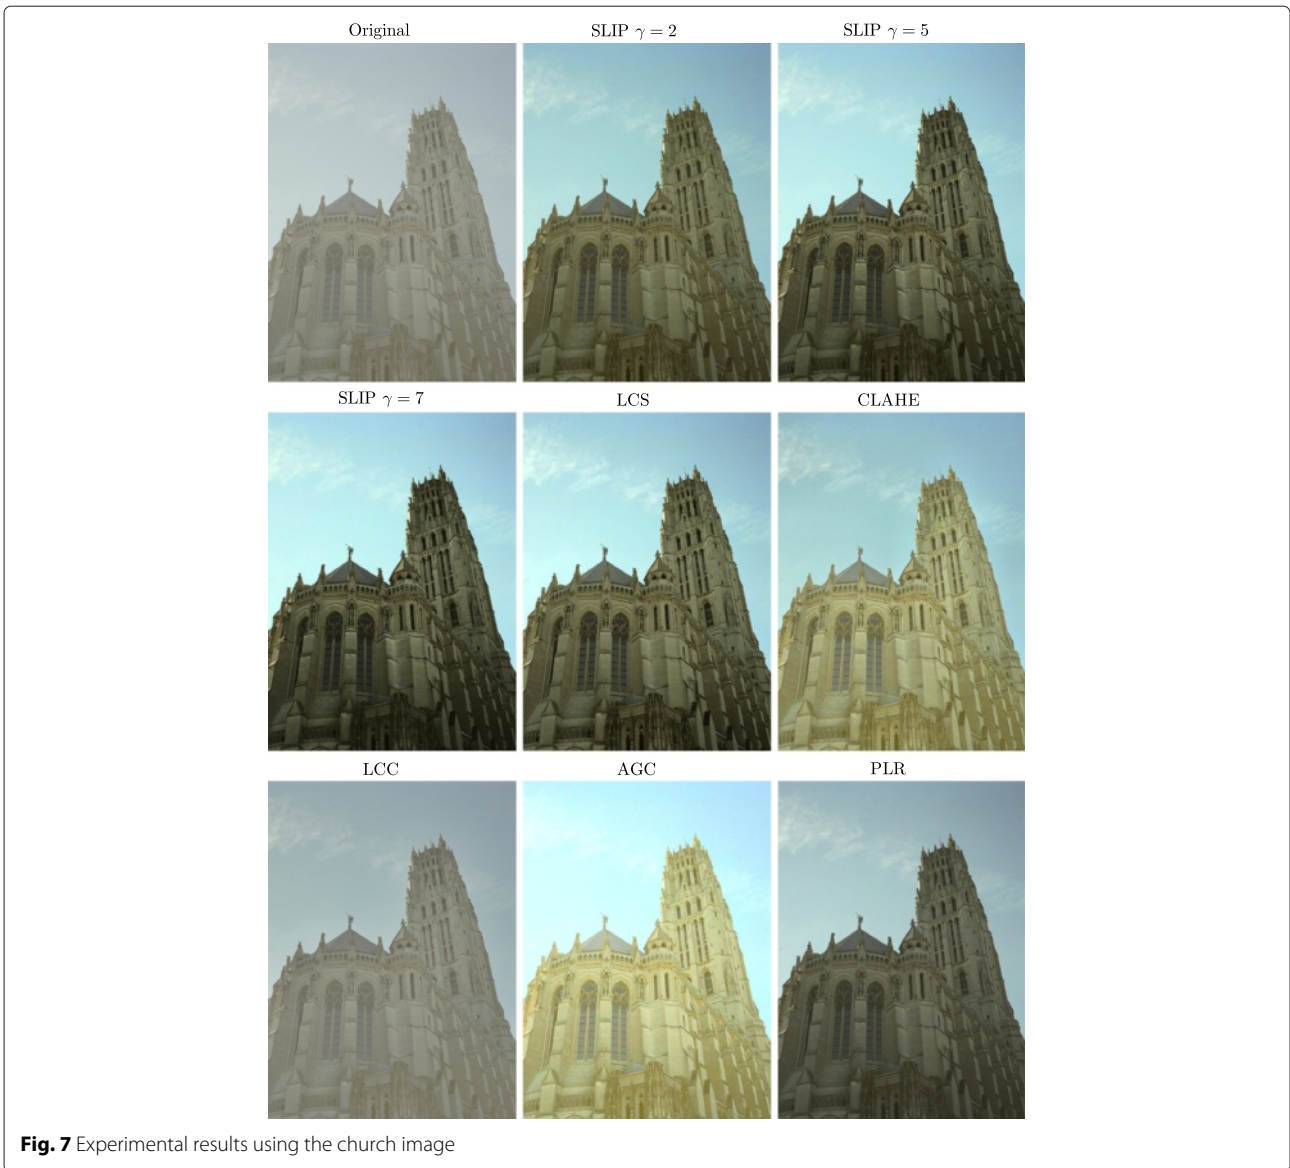 Original SLIP γ = 2 SLIP γ = 5
SLIP γ = 7 LCS CLAHE
LCC AGC PLR
Fig. 7 Experimental results using the church image